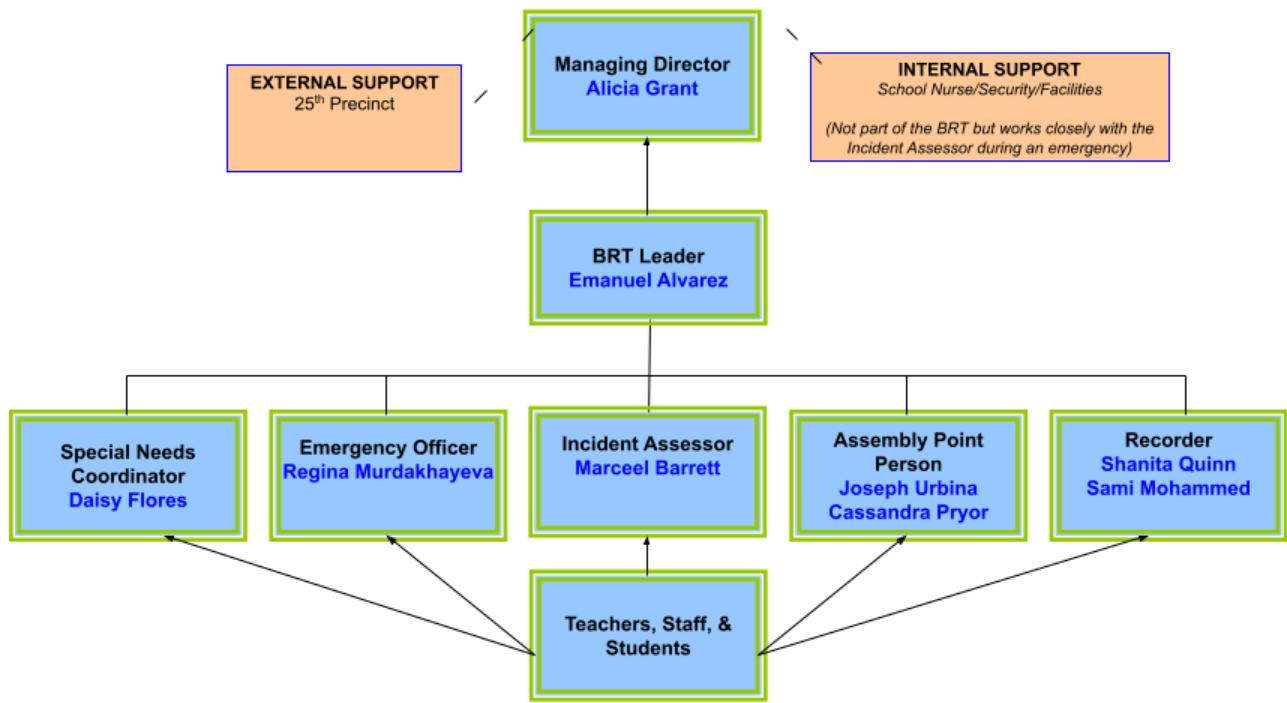 Managing Director
Alicia Grant
EXTERNAL SUPPORT
25th Precinct
INTERNAL SUPPORT
School Nurse/Security/Facilities
(Not part of the BRT but works closely with the
Incident Assessor during an emergency)
BRT Leader
Emanuel Alvarez
Special Needs
Coordinator
Daisy Flores
Emergency Officer
Regina Murdakhayeva
Incident Assessor
Marceel Barrett
Assembly Point
Person
Joseph Urbina
Cassandra Pryor
Recorder
Shanita Quinn
Sami Mohammed
Teachers, Staff, &
Students